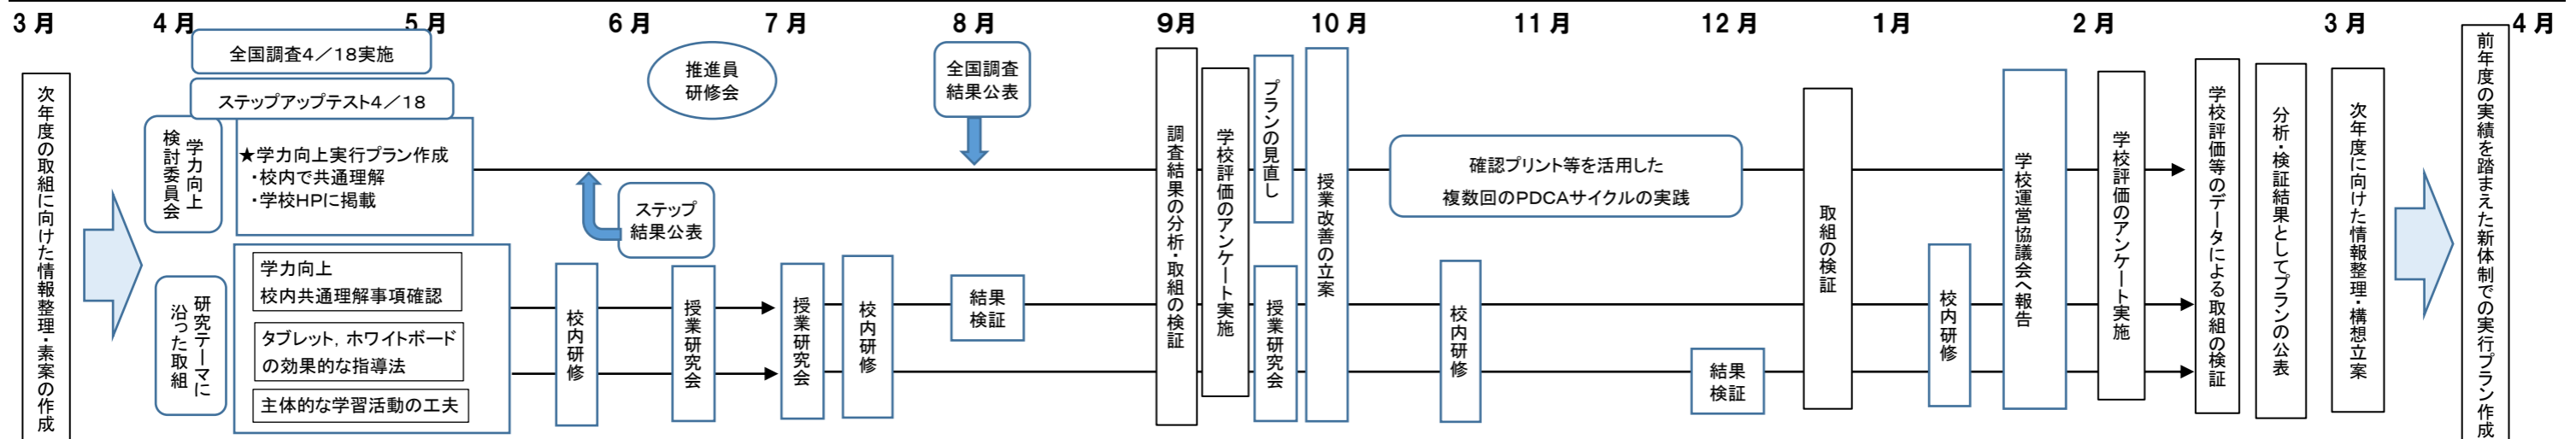 3月 4月 5月 6月 7月 8月 9月 10月 11月 12月 1月 2月 3月 4月
次年度の取組に向けた情報整理・素案の作成
全国調査4／18実施
ステップアップテスト4／18
学力向上
検討委員会
★学力向上実行プラン作成
・校内で共通理解
・学校HPに掲載
研究テーマに
沿った取組
学力向上
校内共通理解事項確認
タブレット，ホワイトボード
の効果的な指導法
主体的な学習活動の工夫
校内研修
ステップ
結果公表
推進員
研修会
授業研究会
授業研究会
校内研修
全国調査
結果公表
結果
検証
調査結果の分析・取組の検証
学校評価のアンケート実施
プランの見直し
授業研究会
授業改善の立案
確認プリント等を活用した
複数回のPDCAサイクルの実践
校内研修
結果
検証
取組の検証
校内研修
学校運営協議会へ報告
学校評価のアンケート実施
学校評価等のデータによる取組の検証
分析・検証結果としてプランの公表
次年度に向けた情報整理・構想立案
前年度の実績を踏まえた新体制での実行プラン作成